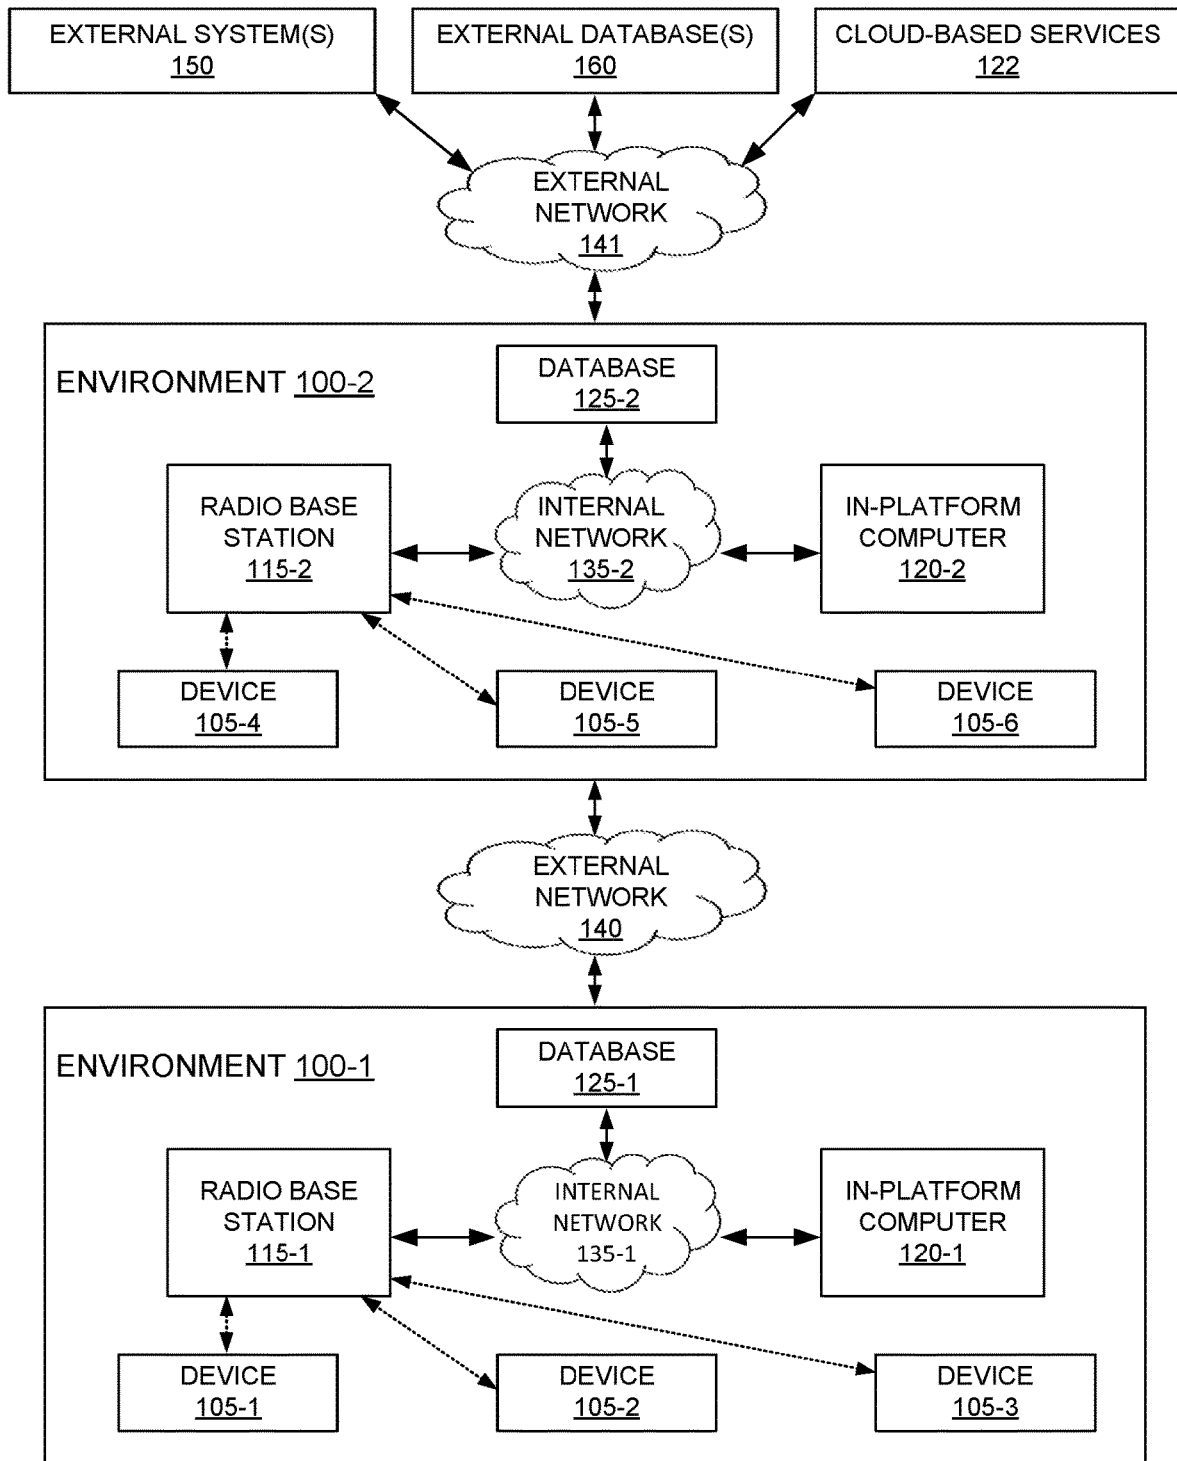 EXTERNAL SYSTEM(S)
150
EXTERNAL DATABASE(S)
160
CLOUD-BASED SERVICES
122
EXTERNAL
NETWORK
141
ENVIRONMENT 100-2
DATABASE
125-2
RADIO BASE
STATION
115-2
INTERNAL
NETWORK
135-2
IN-PLATFORM
COMPUTER
120-2
DEVICE
105-4
DEVICE
105-5
DEVICE
105-6
EXTERNAL
NETWORK
140
ENVIRONMENT 100-1
DATABASE
125-1
RADIO BASE
STATION
115-1
INTERNAL
NETWORK
135-1
IN-PLATFORM
COMPUTER
120-1
DEVICE
105-1
DEVICE
105-2
DEVICE
105-3